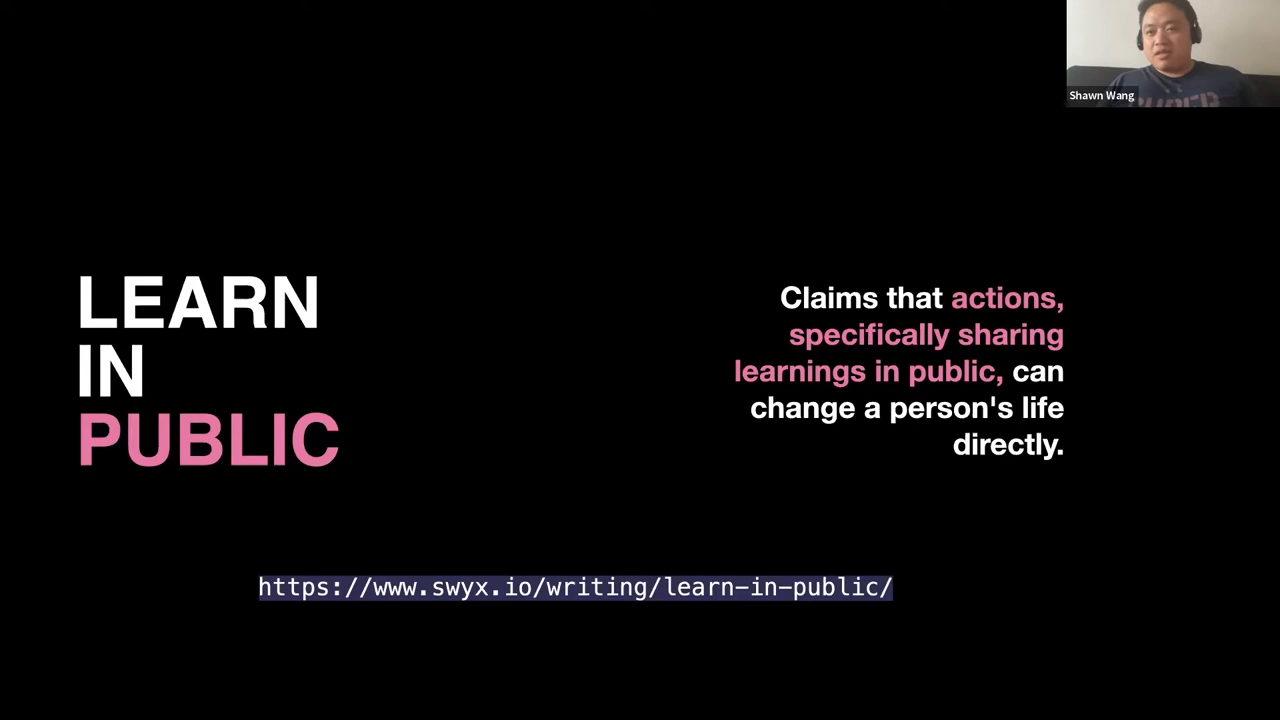 Shawn Wang
LEARN
IN
PUBLIC
Claims that actions,
specifically sharing
learnings in public, can
change a person's life
directly.
https://www.swyx.io/writing/learn-in-public/